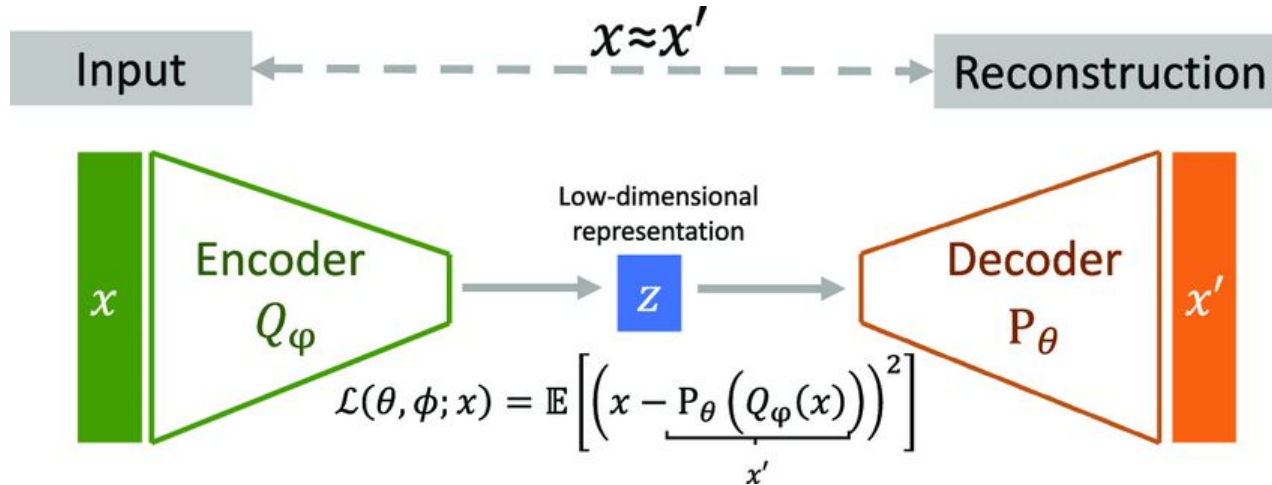 x≈x′
Input
Reconstruction
Low-dimensional
representation
x
Encoder
Q_φ
z
Decoder
P_θ
x′
ℒ(θ, ϕ; x) = 𝔼[(x − P_θ(Q_φ(x)))²]
x′